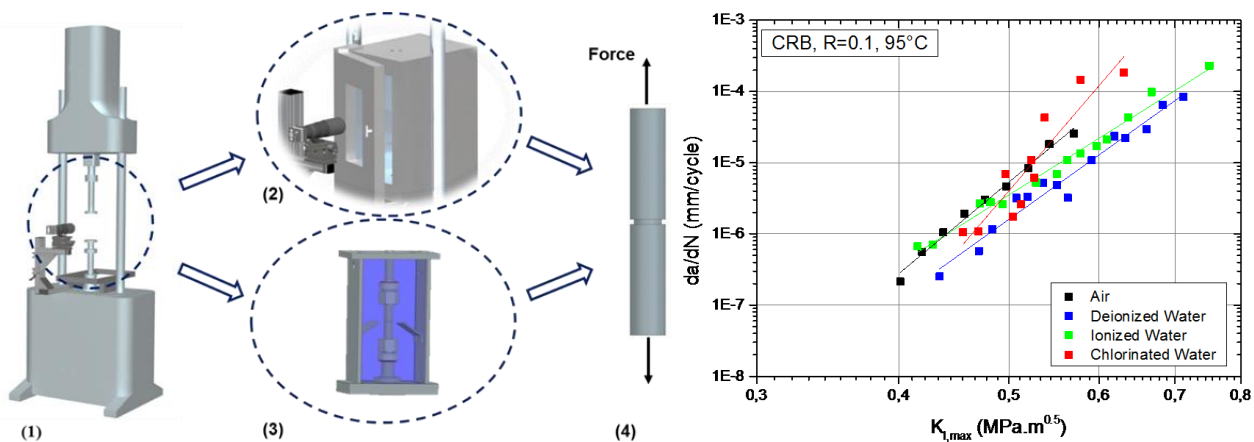 (1)
(2)
(3)
Force
(4)
da/dN (mm/cycle)
1E-3
1E-4
1E-5
1E-6
1E-7
1E-8
CRB, R=0.1, 95°C
Air
Deionized Water
Ionized Water
Chlorinated Water
0,3
0,4
0,5
0,6
0,7
0,8
K_I,max (MPa.m^0.5)